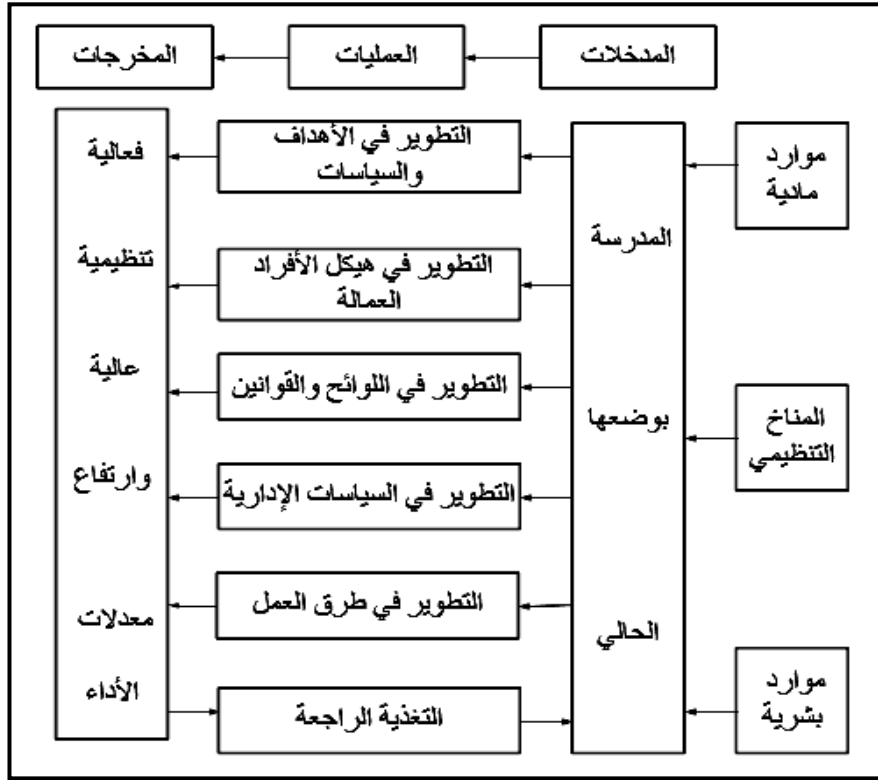 المدخلات
العمليات
المخرجات
موارد
مادية
المناخ
التنظيمي
موارد
بشرية
المدرسة
بوضعها
الحالي
التطوير في الأهداف
والسياسات
التطوير في هيكل الأفراد
العمالة
التطوير في اللوائح والقوانين
التطوير في السياسات الإدارية
التطوير في طرق العمل
التغذية الراجعة
فعالية
تنظيمية
عالية
وارتفاع
معدلات
الأداء